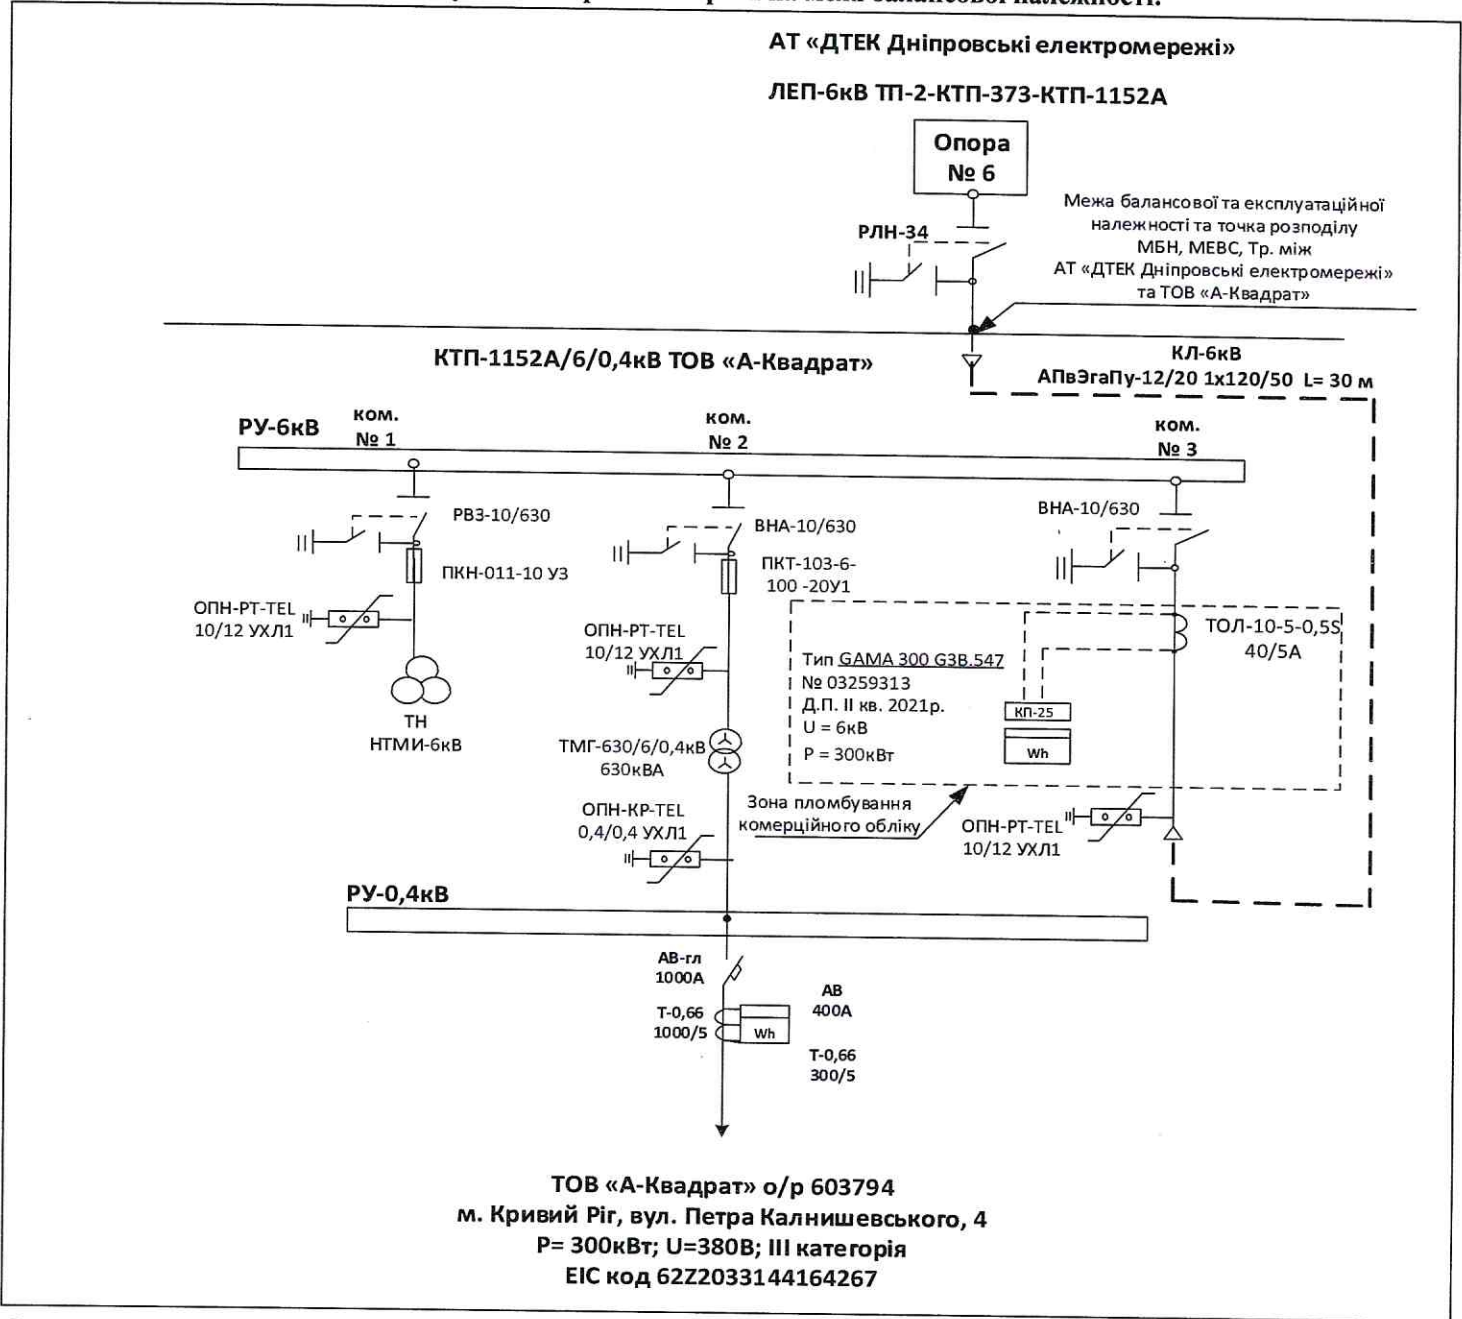 балансової належності.
АТ «ДТЕК Дніпровські електромережі»
ЛЕП-6кВ ТП-2-КТП-373-КТП-1152А
Опора
№ 6
РЛН-34
Межа балансової та експлуатаційної
належності та точка розподілу
МБН, МЕВС, Тр. між
АТ «ДТЕК Дніпровські електромережі»
та ТОВ «А-Квадрат»
КТП-1152А/6/0,4кВ ТОВ «А-Квадрат»
КЛ-6кВ
АПвЭгаПу-12/20 1х120/50 L= 30 м
РУ-6кВ
ком.
№ 1
ком.
№ 2
ком.
№ 3
РВЗ-10/630
ПКН-011-10 У3
ОПН-РТ-TEL
10/12 УХЛ1
ТН
НТМИ-6кВ
ВНА-10/630
ПКТ-103-6-
100 -20У1
ОПН-РТ-TEL
10/12 УХЛ1
ТМГ-630/6/0,4кВ
630кВА
ОПН-КР-TEL
0,4/0,4 УХЛ1
ВНА-10/630
ТОЛ-10-5-0,5S
40/5А
Тип GAMA 300 G3B.547
№ 03259313
Д.П. II кв. 2021р.
U = 6кВ
P = 300кВт
КП-25
Wh
Зона пломбування
комерційного обліку
ОПН-РТ-TEL
10/12 УХЛ1
РУ-0,4кВ
АВ-гл
1000А
Т-0,66
1000/5
Wh
АВ
400А
Т-0,66
300/5
ТОВ «А-Квадрат» о/р 603794
м. Кривий Ріг, вул. Петра Калнишевського, 4
Р= 300кВт; U=380В; III категорія
EIC код 62Z2033144164267